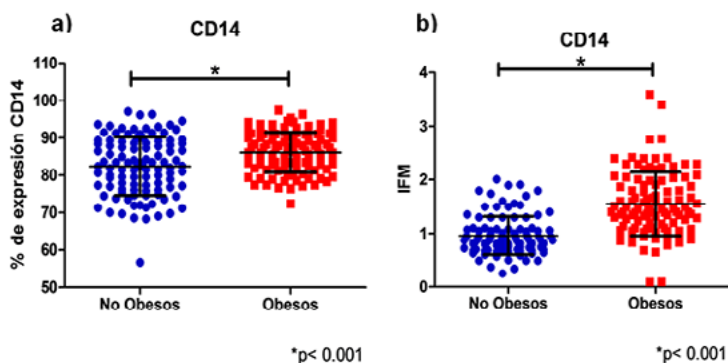 a)
CD14
*
% de expresión CD14
110
100
90
80
70
60
50
No Obesos
Obesos
*p< 0.001
b)
CD14
*
IFM
4
3
2
1
0
No Obesos
Obesos
*p< 0.001